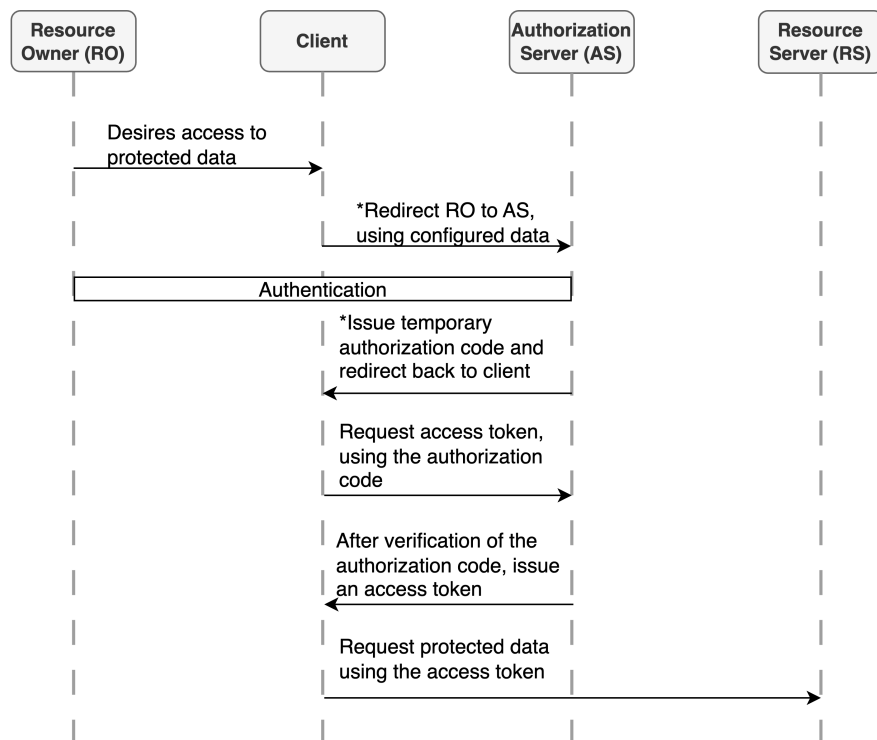 Resource
Owner (RO)
Client
Authorization
Server (AS)
Resource
Server (RS)
Desires access to
protected data
*Redirect RO to AS,
using configured data
Authentication
*Issue temporary
authorization code and
redirect back to client
Request access token,
using the authorization
code
After verification of the
authorization code, issue
an access token
Request protected data
using the access token